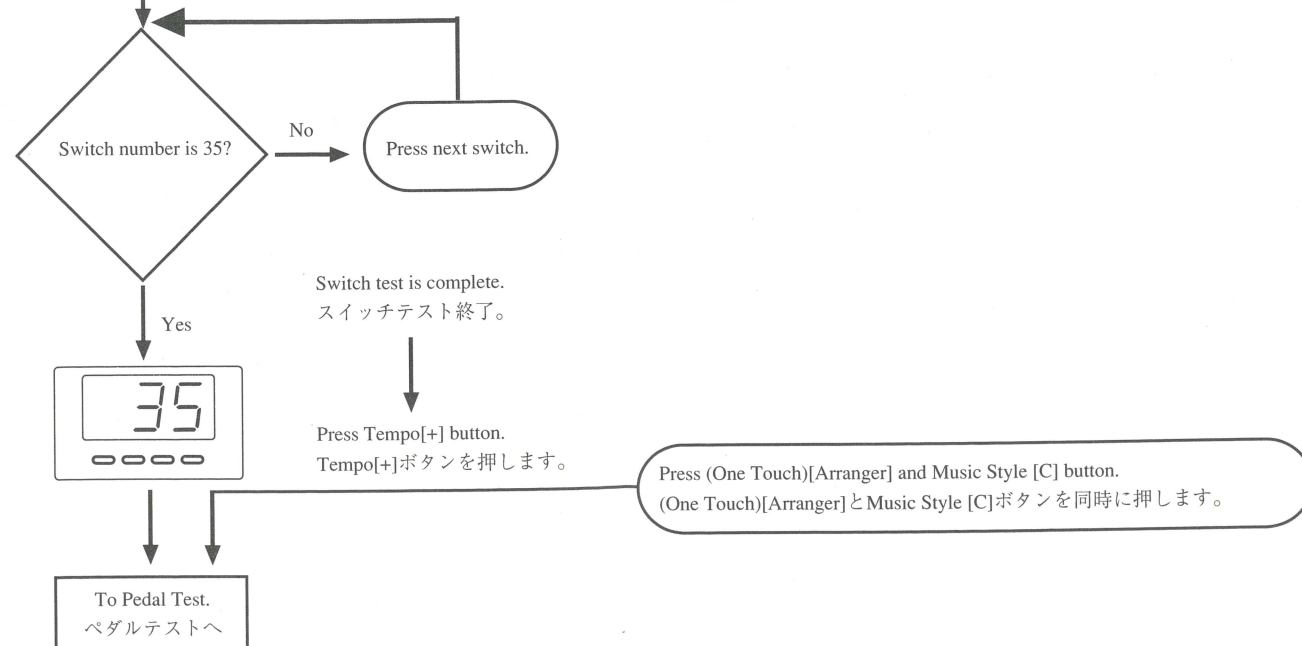 Switch number is 35?
No
Press next switch.
Switch test is complete.
スイッチテスト終了。
Yes
35
Press Tempo[+] button.
Tempo[+]ボタンを押します。
Press (One Touch)[Arranger] and Music Style [C] button.
(One Touch)[Arranger]とMusic Style [C]ボタンを同時に押します。
To Pedal Test.
ペダルテストへ